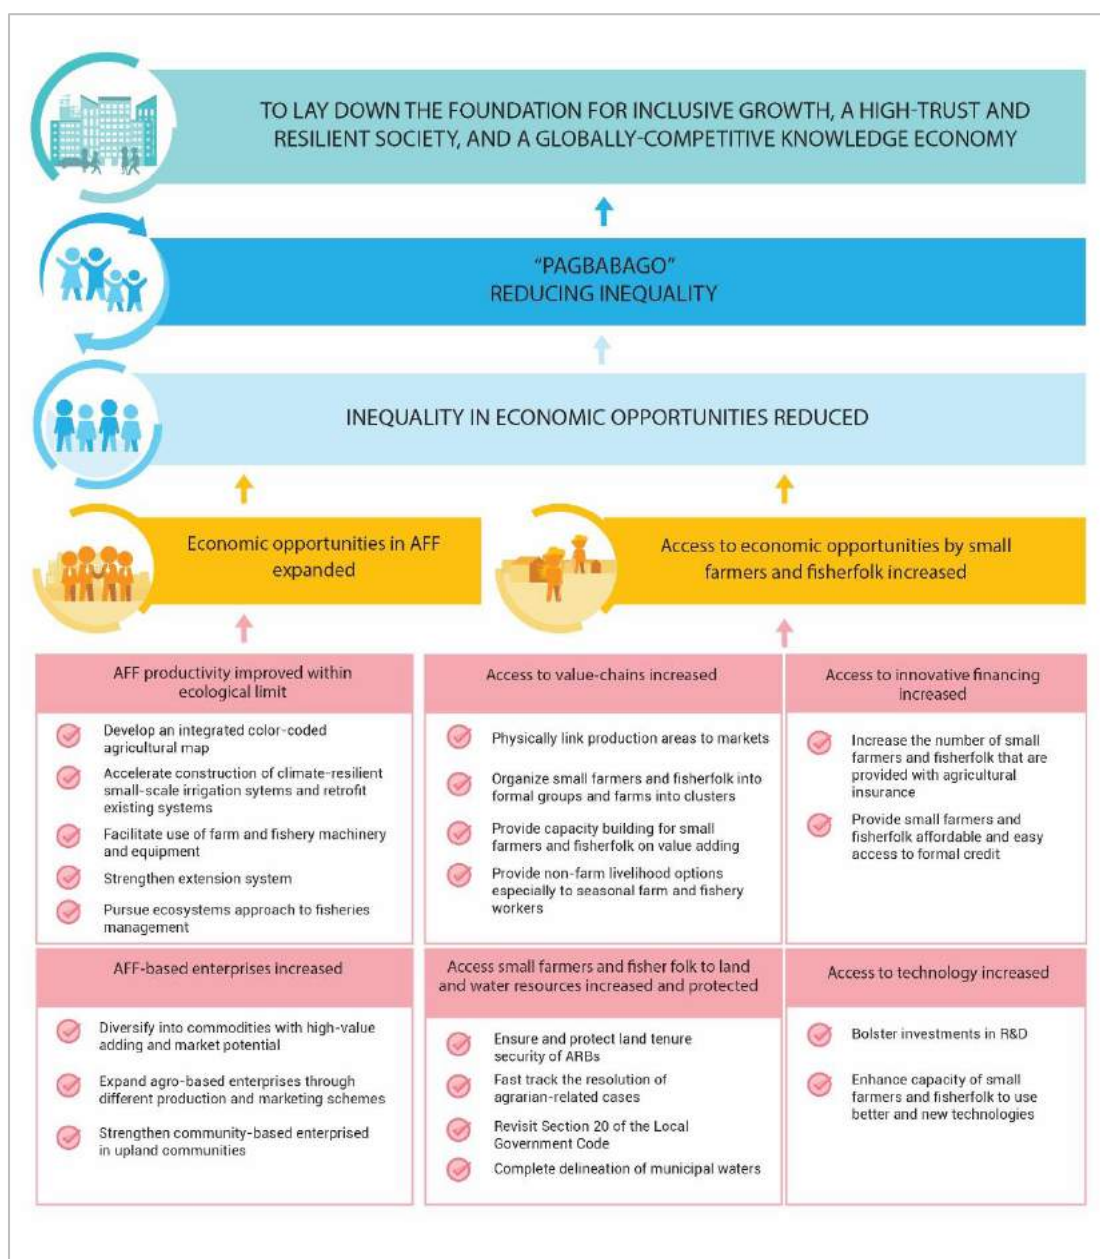 TO LAY DOWN THE FOUNDATION FOR INCLUSIVE GROWTH, A HIGH-TRUST AND
RESILIENT SOCIETY, AND A GLOBALLY-COMPETITIVE KNOWLEDGE ECONOMY
“PAGBABAGO”
REDUCING INEQUALITY
INEQUALITY IN ECONOMIC OPPORTUNITIES REDUCED
Economic opportunities in AFF
expanded
Access to economic opportunities by small
farmers and fisherfolk increased
AFF productivity improved within
ecological limit
Develop an integrated color-coded
agricultural map
Accelerate construction of climate-resilient
small-scale irrigation sytems and retrofit
existing systems
Facilitate use of farm and fishery machinery
and equipment
Strengthen extension system
Pursue ecosystems approach to fisheries
management
Access to value-chains increased
Physically link production areas to markets
Organize small farmers and fisherfolk into
formal groups and farms into clusters
Provide capacity building for small
farmers and fisherfolk on value adding
Provide non-farm livelihood options
especially to seasonal farm and fishery
workers
Access to innovative financing
increased
Increase the number of small
farmers and fisherfolk that are
provided with agricultural
insurance
Provide small farmers and
fisherfolk affordable and easy
access to formal credit
AFF-based enterprises increased
Diversify into commodities with high-value
adding and market potential
Expand agro-based enterprises through
different production and marketing schemes
Strengthen community-based enterprised
in upland communities
Access small farmers and fisher folk to land
and water resources increased and protected
Ensure and protect land tenure
security of ARBs
Fast track the resolution of
agrarian-related cases
Revisit Section 20 of the Local
Government Code
Complete delineation of municipal waters
Access to technology increased
Bolster investments in R&D
Enhance capacity of small
farmers and fisherfolk to use
better and new technologies